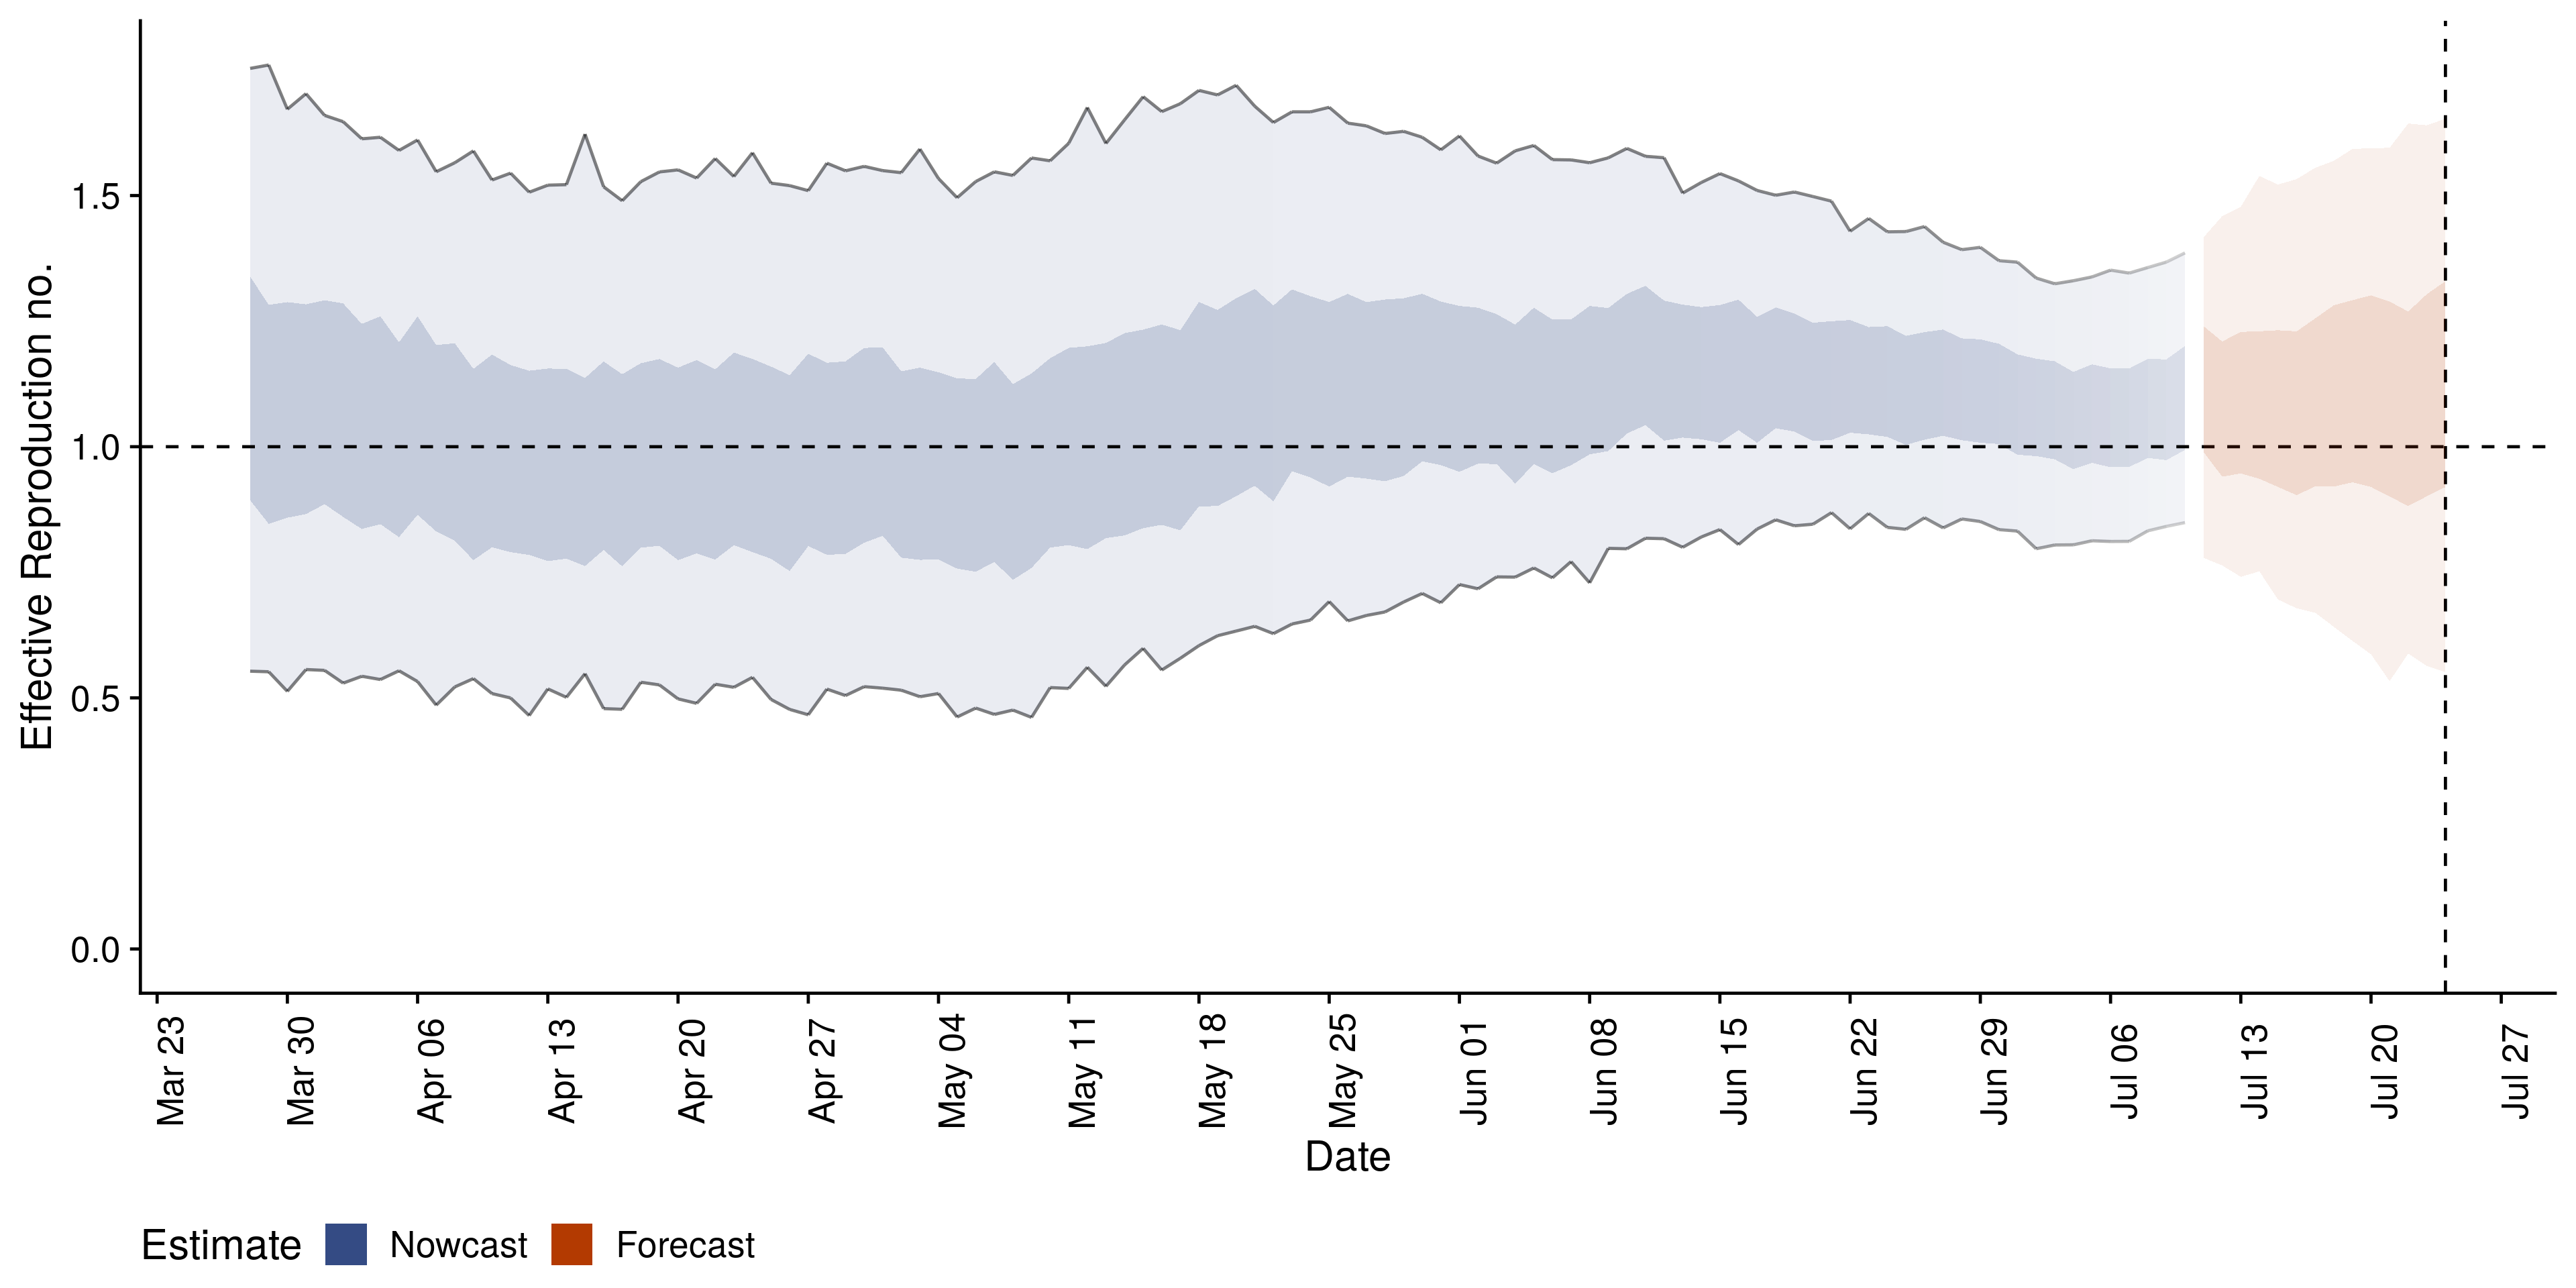 Effective Reproduction no.
1.5
1.0
0.5
0.0
Mar 23
Mar 30
Apr 06
Apr 13
Apr 20
Apr 27
May 04
May 11
May 18
May 25
Jun 01
Jun 08
Jun 15
Jun 22
Jun 29
Jul 06
Jul 13
Jul 20
Jul 27
Date
Estimate Nowcast Forecast